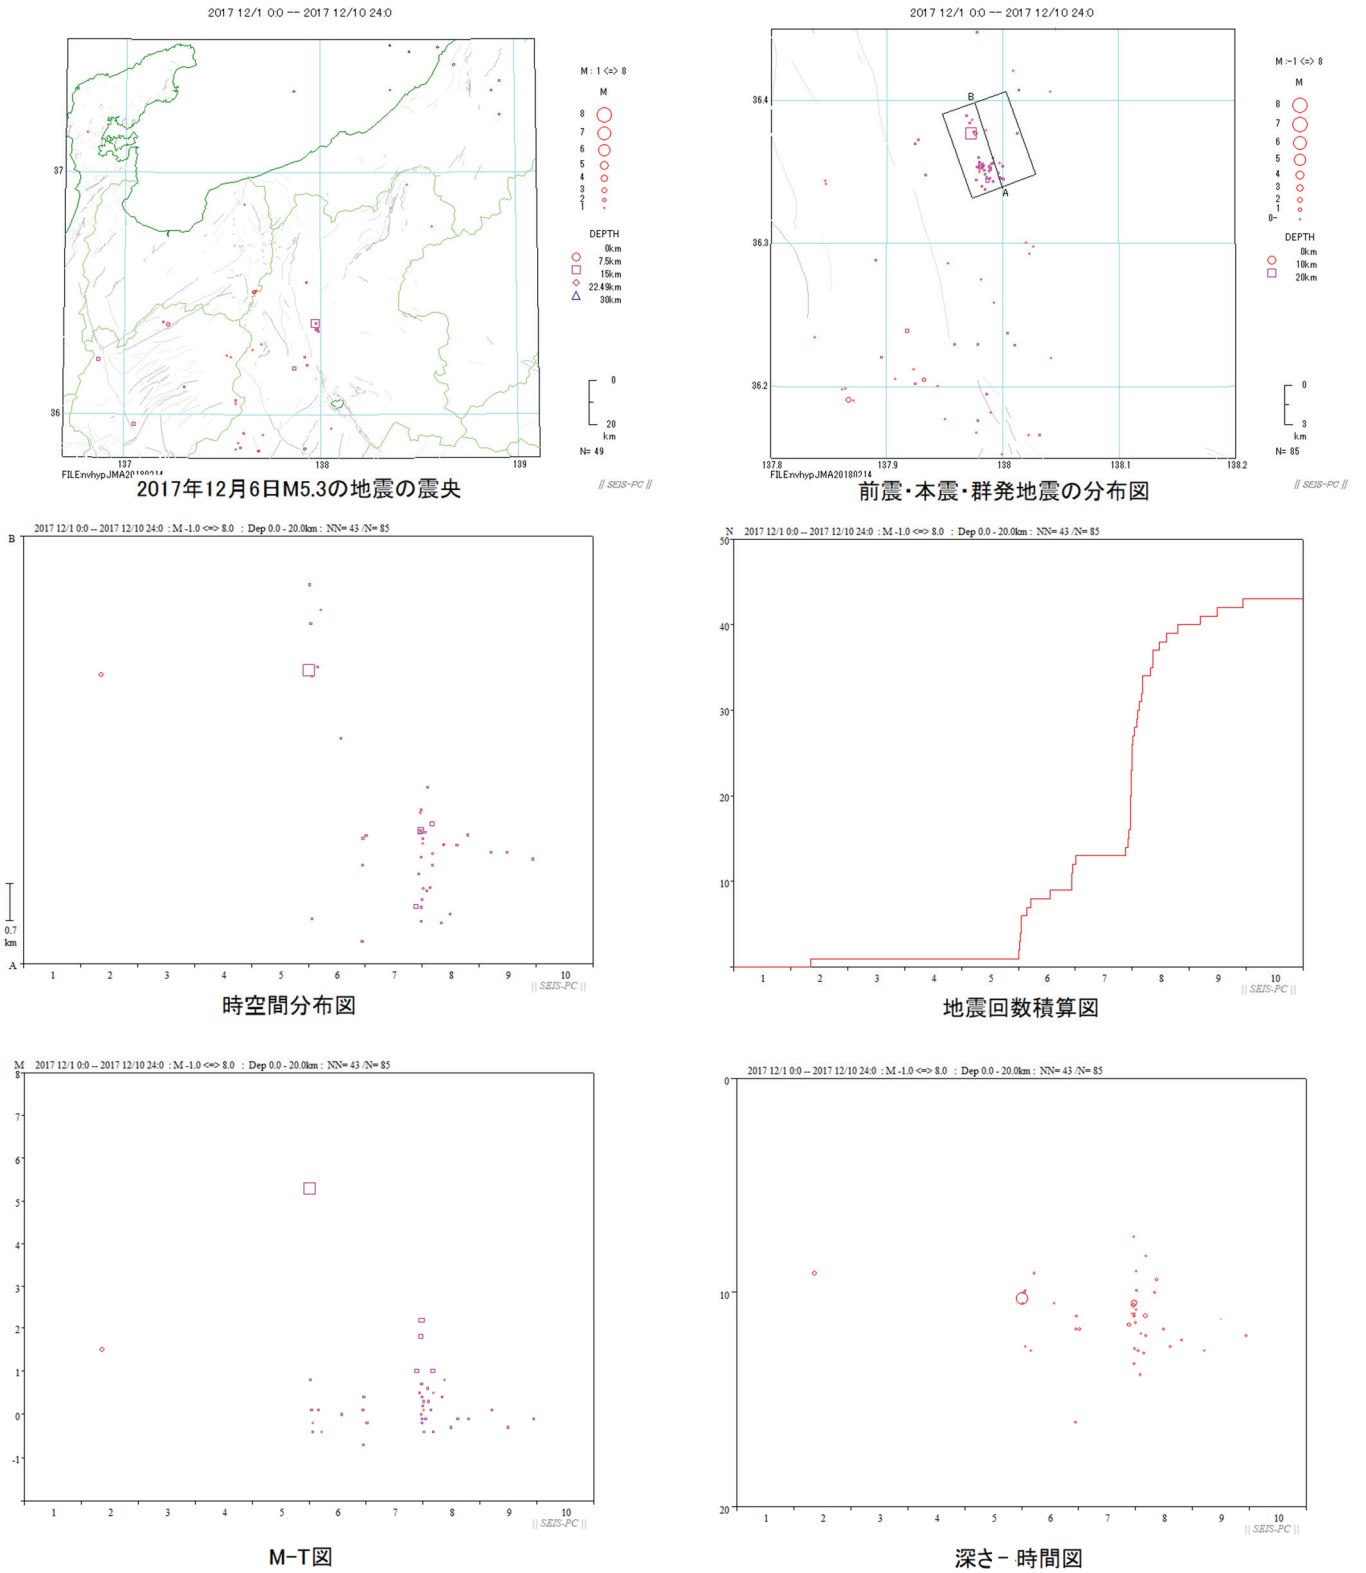 2017 12/1 0:0 -- 2017 12/10 24:0
M : 1 <=> 8
M
8
7
6
5
4
3
2
1
DEPTH
0km
7.5km
15km
22.49km
30km
0
20
km
N= 49
37
36
137
138
139
FILE:nvhypJMA20180214
|| SEIS-PC ||
2017年12月6日M5.3の地震の震央
2017 12/1 0:0 -- 2017 12/10 24:0
M :-1 <=> 8
M
8
7
6
5
4
3
2
1
0-
DEPTH
0km
10km
20km
0
3
km
N= 85
36.4
36.3
36.2
B
A
137.8
137.9
138
138.1
138.2
FILE:nvhypJMA20180214
|| SEIS-PC ||
前震・本震・群発地震の分布図
2017 12/1 0:0 -- 2017 12/10 24:0 : M -1.0 <=> 8.0 : Dep 0.0 - 20.0km : NN= 43 /N= 85
B
0.7
km
A
1 2 3 4 5 6 7 8 9 10
|| SEIS-PC ||
時空間分布図
N 2017 12/1 0:0 -- 2017 12/10 24:0 : M -1.0 <=> 8.0 : Dep 0.0 - 20.0km : NN= 43 /N= 85
50
40
30
20
10
1 2 3 4 5 6 7 8 9 10
|| SEIS-PC ||
地震回数積算図
M 2017 12/1 0:0 -- 2017 12/10 24:0 : M -1.0 <=> 8.0 : Dep 0.0 - 20.0km : NN= 43 /N= 85
8
7
6
5
4
3
2
1
0
-1
1 2 3 4 5 6 7 8 9 10
|| SEIS-PC ||
M-T図
2017 12/1 0:0 -- 2017 12/10 24:0 : M -1.0 <=> 8.0 : Dep 0.0 - 20.0km : NN= 43 /N= 85
0
10
20
1 2 3 4 5 6 7 8 9 10
|| SEIS-PC ||
深さ- 時間図